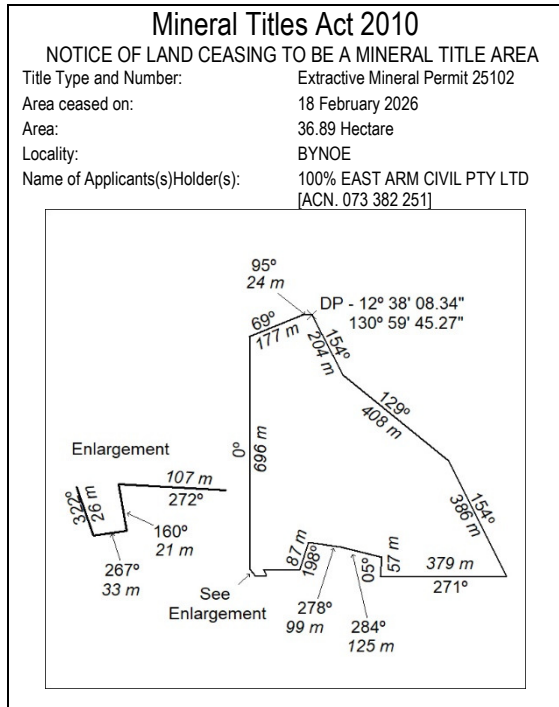 Mineral Titles Act 2010
NOTICE OF LAND CEASING TO BE A MINERAL TITLE AREA
Title Type and Number: Extractive Mineral Permit 25102
Area ceased on: 18 February 2026
Area: 36.89 Hectare
Locality: BYNOE
Name of Applicants(s)Holder(s): 100% EAST ARM CIVIL PTY LTD
[ACN. 073 382 251]
95º
24 m
DP - 12º 38' 08.34"
130º 59' 45.27"
69º
177 m
154º
204 m
129º
408 m
0º
696 m
Enlargement
107 m
272º
322º
26 m
160º
21 m
267º
33 m
154º
386 m
87 m
198º
05º
57 m
379 m
271º
See
Enlargement
278º
99 m
284º
125 m